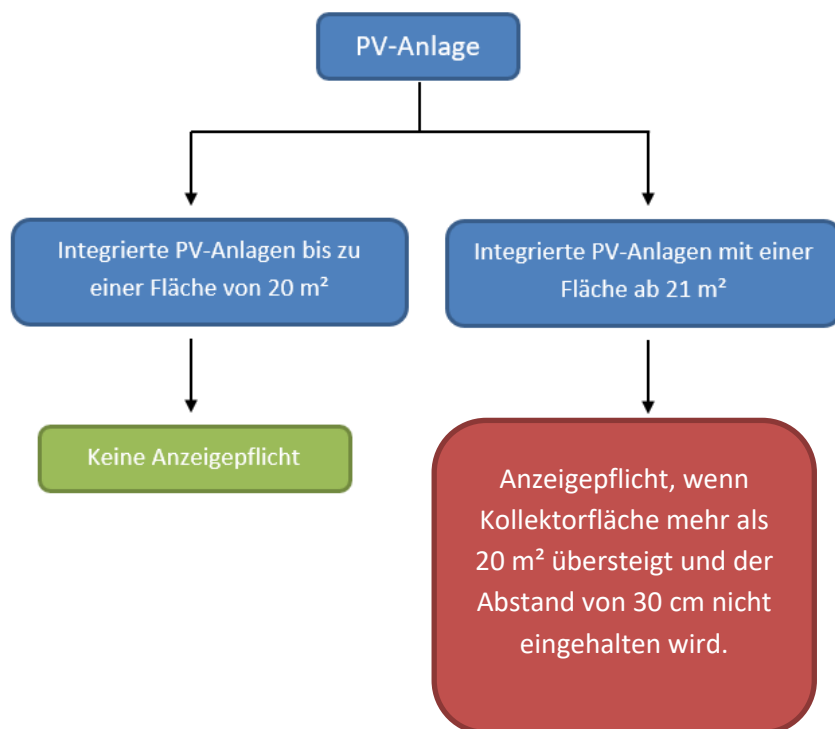 PV-Anlage
Integrierte PV-Anlagen bis zu
einer Fläche von 20 m²
Integrierte PV-Anlagen mit einer
Fläche ab 21 m²
Keine Anzeigepflicht
Anzeigepflicht, wenn
Kollektorfläche mehr als
20 m² übersteigt und der
Abstand von 30 cm nicht
eingehalten wird.